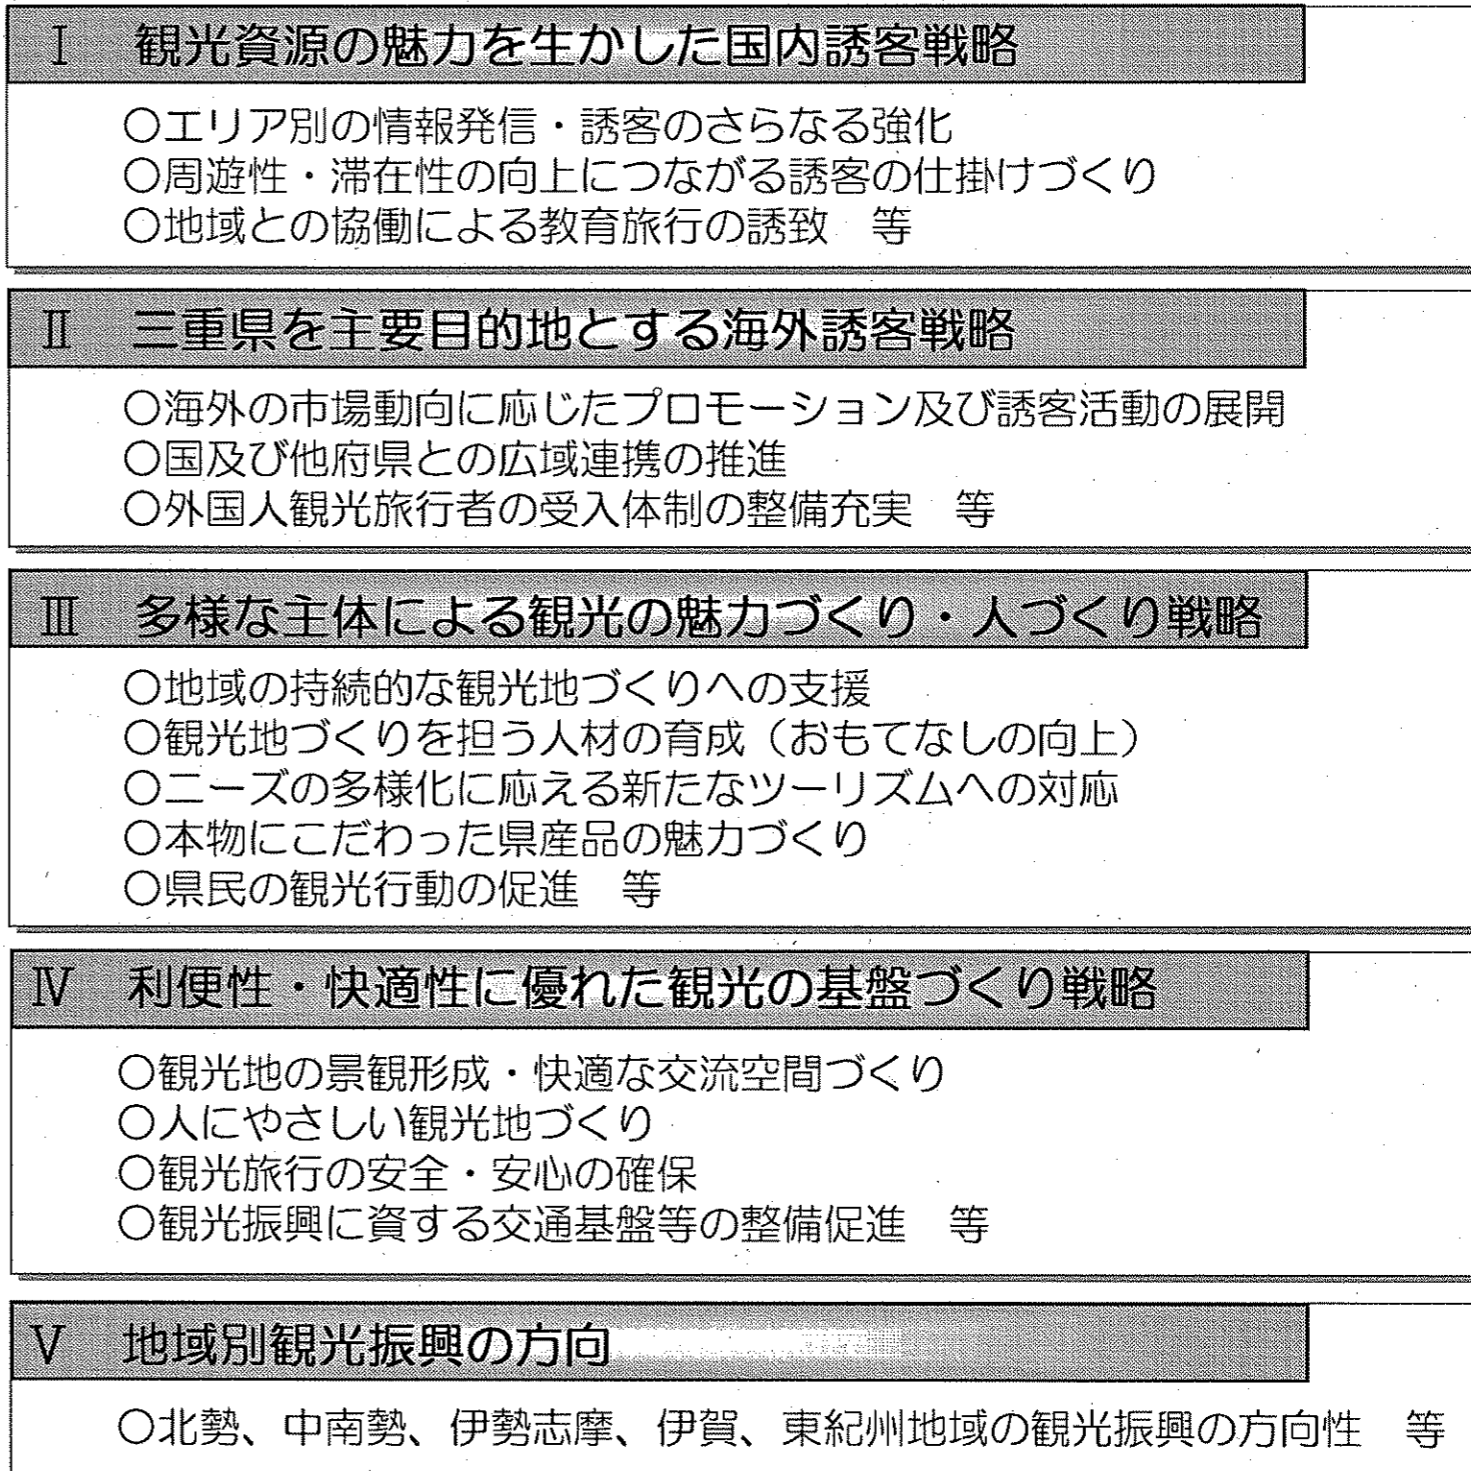 Ⅰ　観光資源の魅力を生かした国内誘客戦略
○エリア別の情報発信・誘客のさらなる強化
○周遊性・滞在性の向上につながる誘客の仕掛けづくり
○地域との協働による教育旅行の誘致　等
Ⅱ　三重県を主要目的地とする海外誘客戦略
○海外の市場動向に応じたプロモーション及び誘客活動の展開
○国及び他府県との広域連携の推進
○外国人観光旅行者の受入体制の整備充実　等
Ⅲ　多様な主体による観光の魅力づくり・人づくり戦略
○地域の持続的な観光地づくりへの支援
○観光地づくりを担う人材の育成（おもてなしの向上）
○ニーズの多様化に応える新たなツーリズムへの対応
○本物にこだわった県産品の魅力づくり
○県民の観光行動の促進　等
Ⅳ　利便性・快適性に優れた観光の基盤づくり戦略
○観光地の景観形成・快適な交流空間づくり
○人にやさしい観光地づくり
○観光旅行の安全・安心の確保
○観光振興に資する交通基盤等の整備促進　等
Ⅴ　地域別観光振興の方向
○北勢、中南勢、伊勢志摩、伊賀、東紀州地域の観光振興の方向性　等